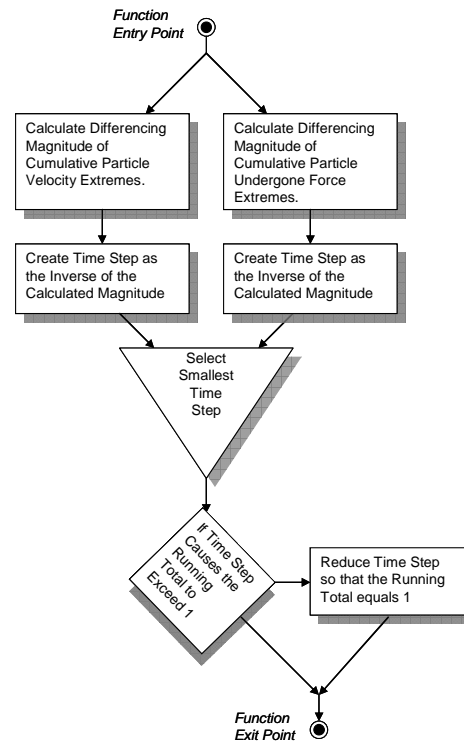 Function
Entry Point
Calculate Differencing
Magnitude of
Cumulative Particle
Velocity Extremes.
Calculate Differencing
Magnitude of
Cumulative Particle
Undergone Force
Extremes.
Create Time Step as
the Inverse of the
Calculated Magnitude
Create Time Step as
the Inverse of the
Calculated Magnitude
Select
Smallest
Time
Step
If Time Step
Causes the
Running
Total to
Exceed 1
Reduce Time Step
so that the Running
Total equals 1
Function
Exit Point